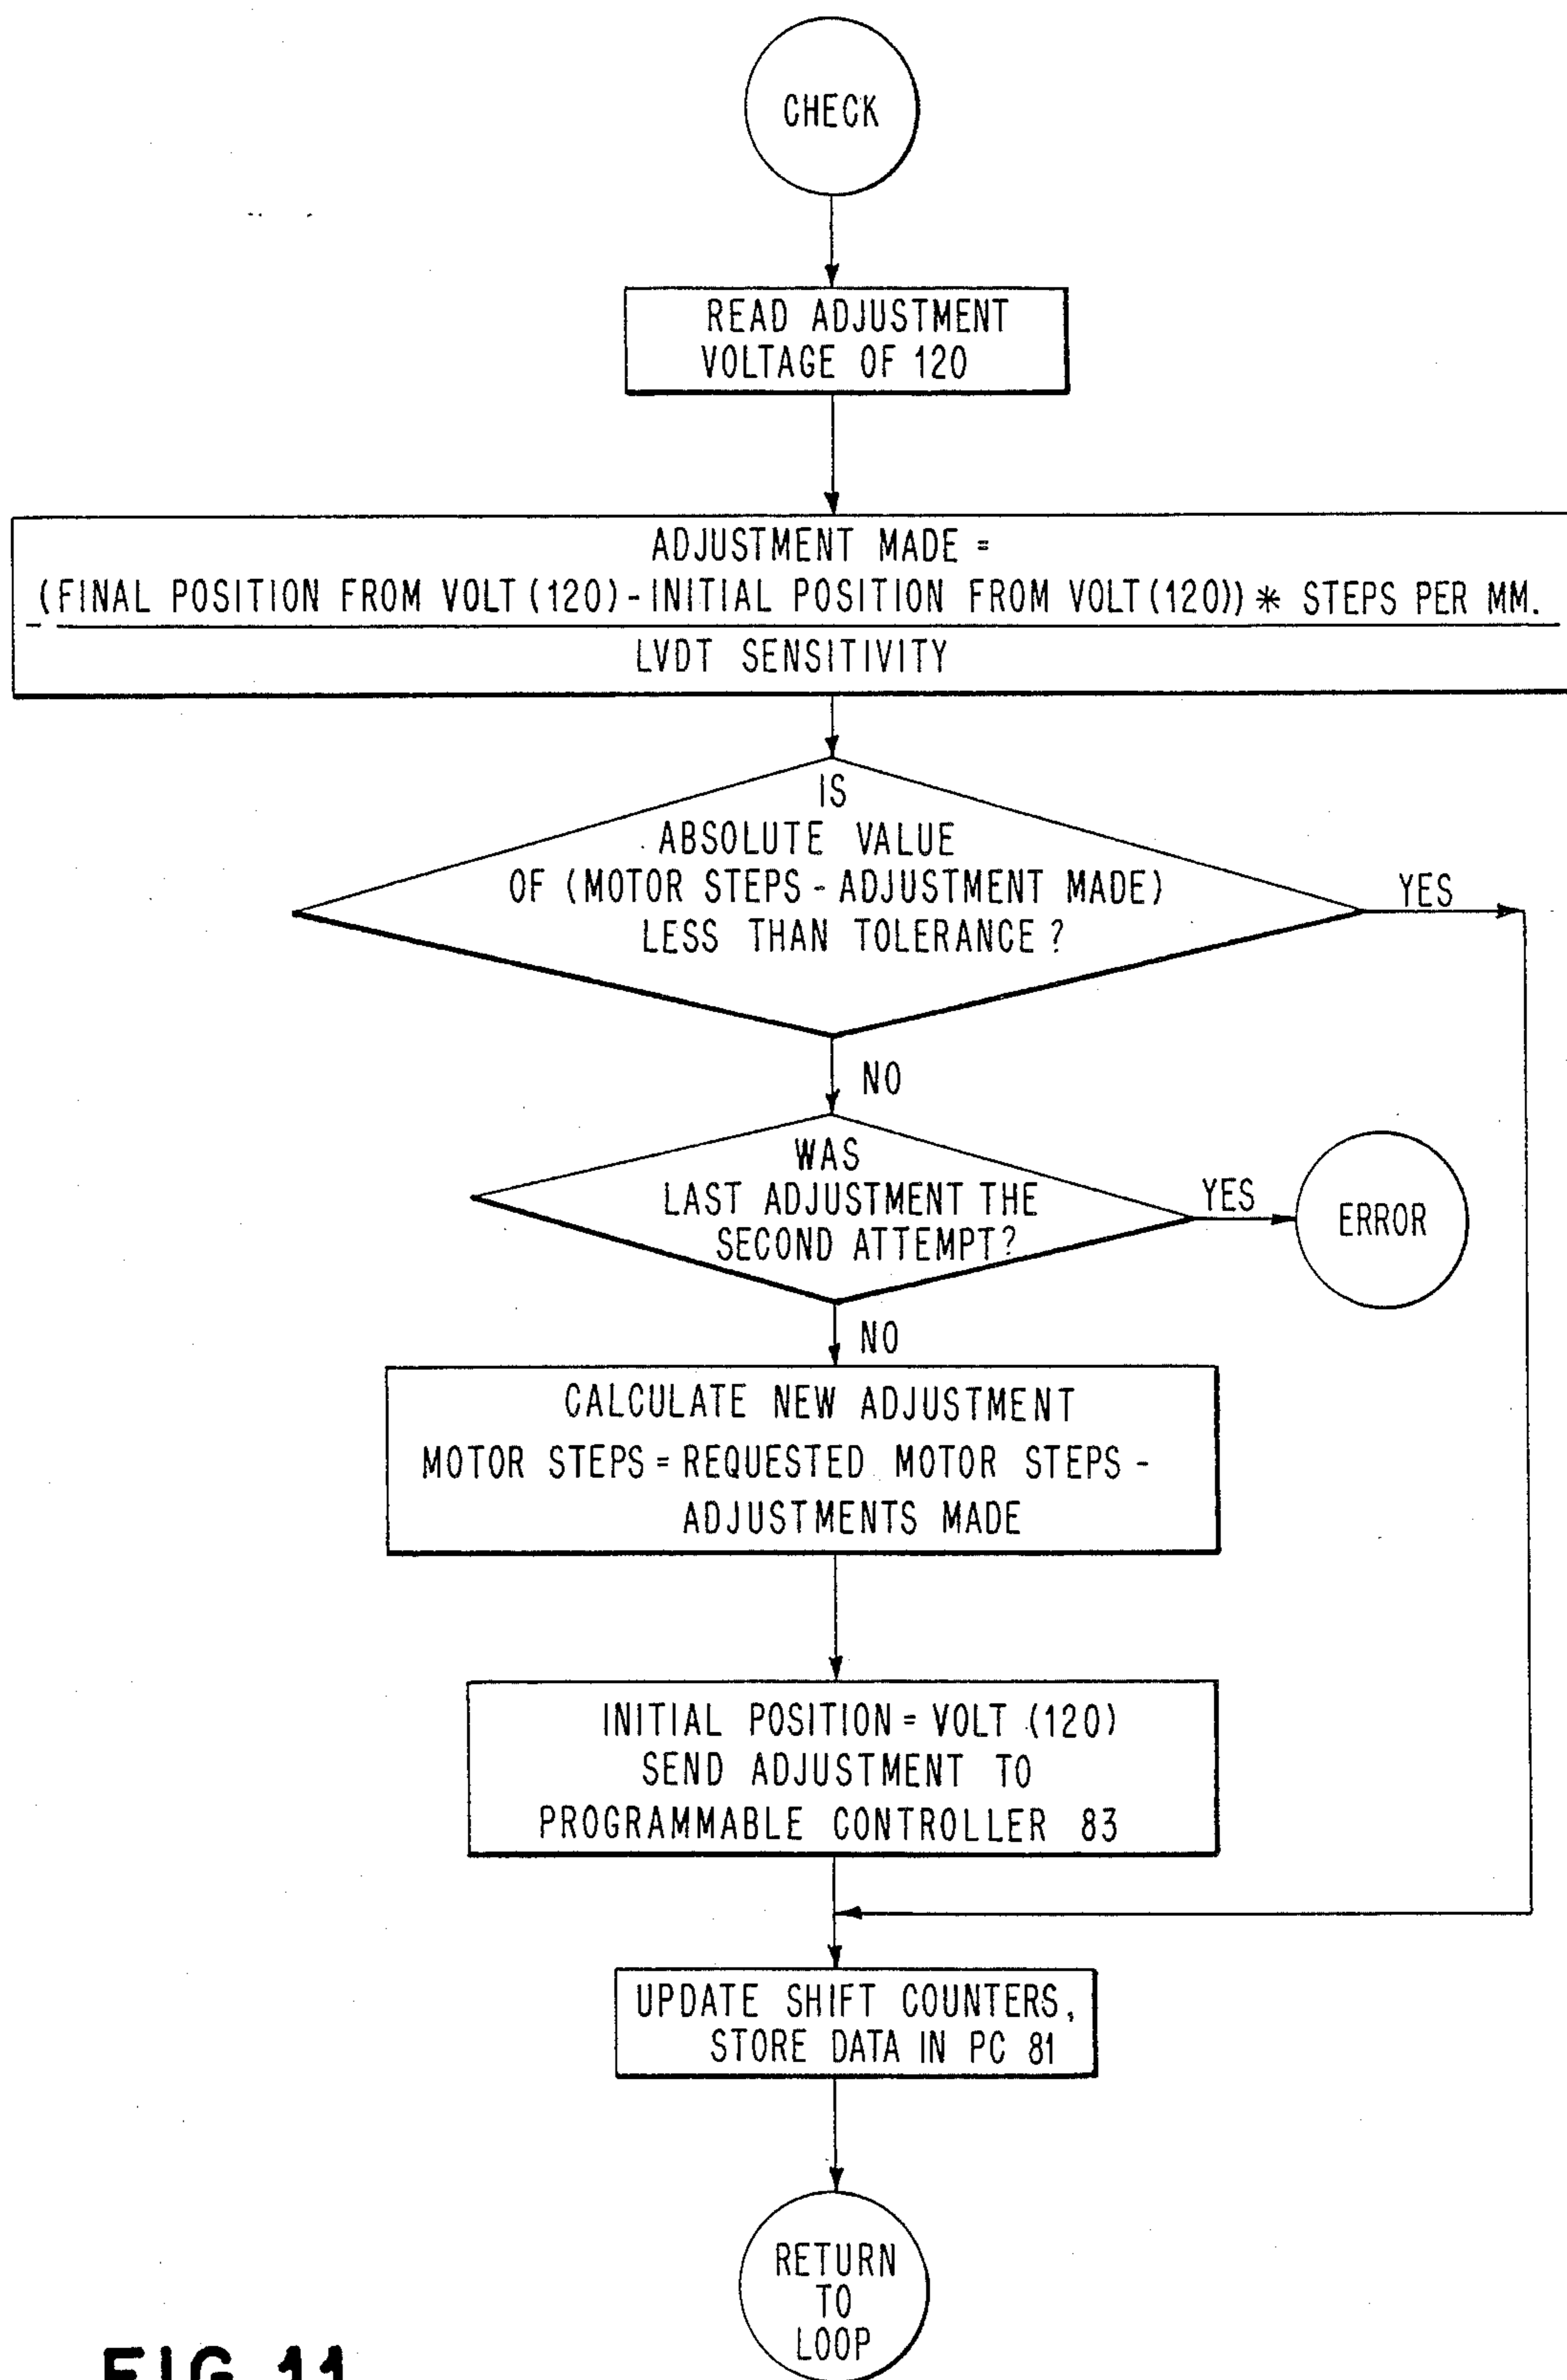 CHECK
READ ADJUSTMENT
VOLTAGE OF 120
ADJUSTMENT MADE =
(FINAL POSITION FROM VOLT (120) - INITIAL POSITION FROM VOLT (120)) * STEPS PER MM.
LVDT SENSITIVITY
IS
ABSOLUTE VALUE
OF (MOTOR STEPS - ADJUSTMENT MADE)
LESS THAN TOLERANCE ?
YES
NO
WAS
LAST ADJUSTMENT THE
SECOND ATTEMPT?
YES
ERROR
NO
CALCULATE NEW ADJUSTMENT
MOTOR STEPS = REQUESTED MOTOR STEPS -
ADJUSTMENTS MADE
INITIAL POSITION = VOLT (120)
SEND ADJUSTMENT TO
PROGRAMMABLE CONTROLLER 83
UPDATE SHIFT COUNTERS,
STORE DATA IN PC 81
RETURN
TO
LOOP
FIG. 11